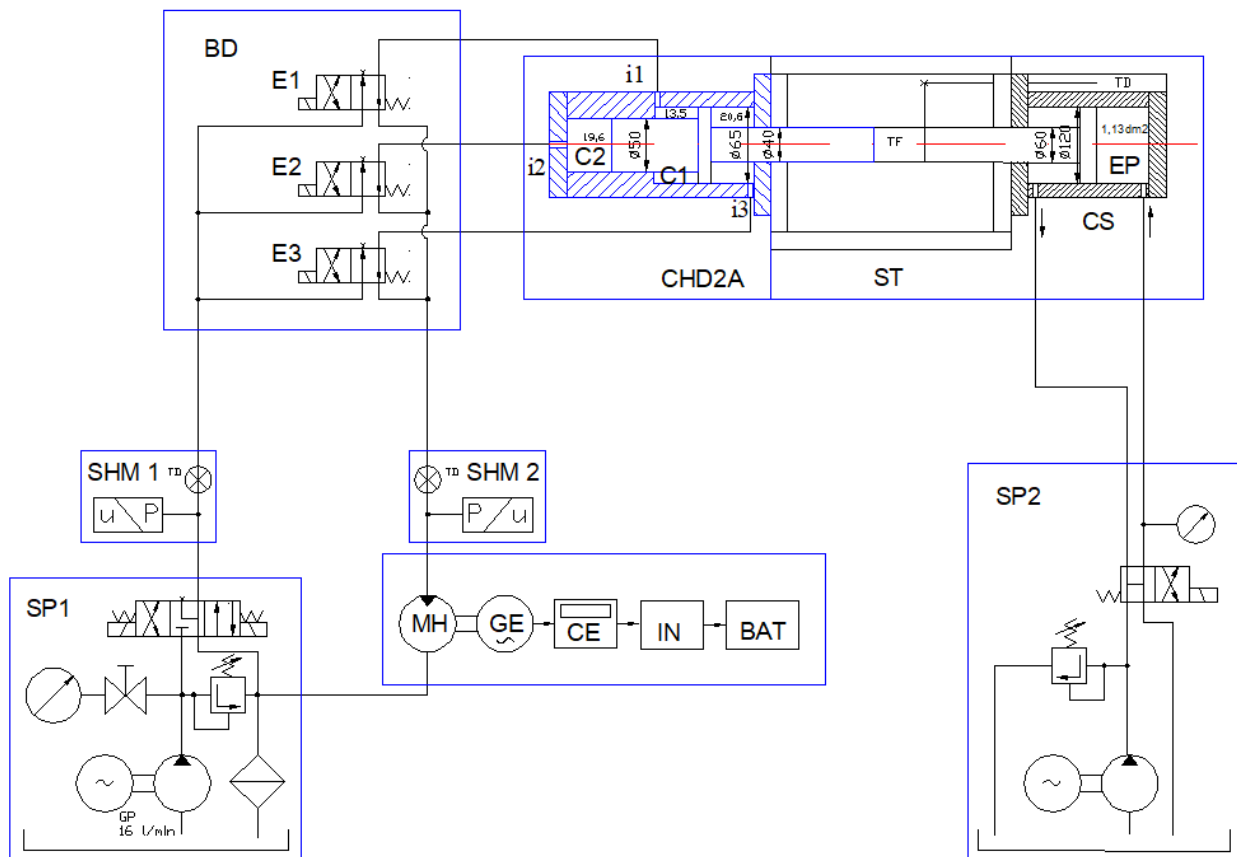 BD
E1
E2
E3
i1
i2
i3
13,5
20,6
19,6
C2
C1
Ø50
Ø65
Ø40
TF
TD
Ø60
Ø120
1,13dm2
EP
CS
CHD2A
ST
SHM 1
TD
u
P
TD
SHM 2
P
u
SP1
MH
GE
CE
IN
BAT
GP
16 l/min
SP2